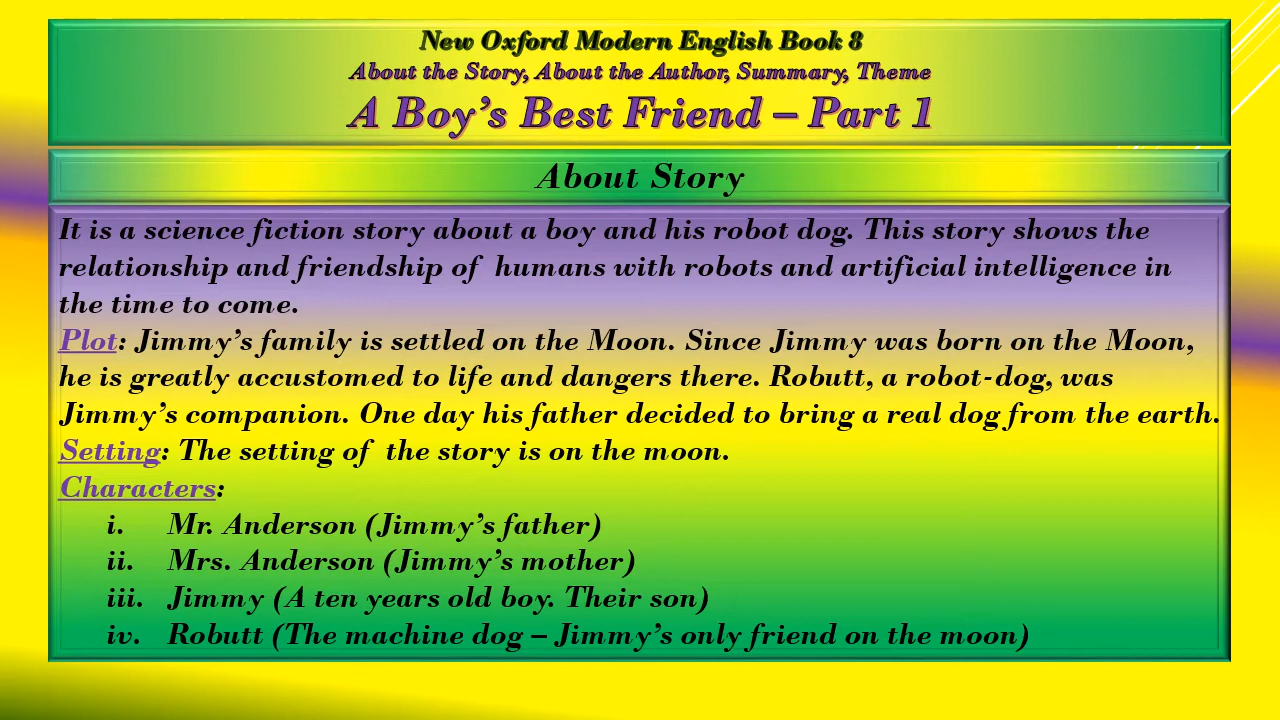 New Oxford Modern English Book 8
About the Story, About the Author, Summary, Theme
A Boy's Best Friend – Part 1
About Story
It is a science fiction story about a boy and his robot dog. This story shows the
relationship and friendship of humans with robots and artificial intelligence in
the time to come.
Plot: Jimmy's family is settled on the Moon. Since Jimmy was born on the Moon,
he is greatly accustomed to life and dangers there. Robutt, a robot-dog, was
Jimmy's companion. One day his father decided to bring a real dog from the earth.
Setting: The setting of the story is on the moon.
Characters:
i. Mr. Anderson (Jimmy's father)
ii. Mrs. Anderson (Jimmy's mother)
iii. Jimmy (A ten years old boy. Their son)
iv. Robutt (The machine dog – Jimmy's only friend on the moon)